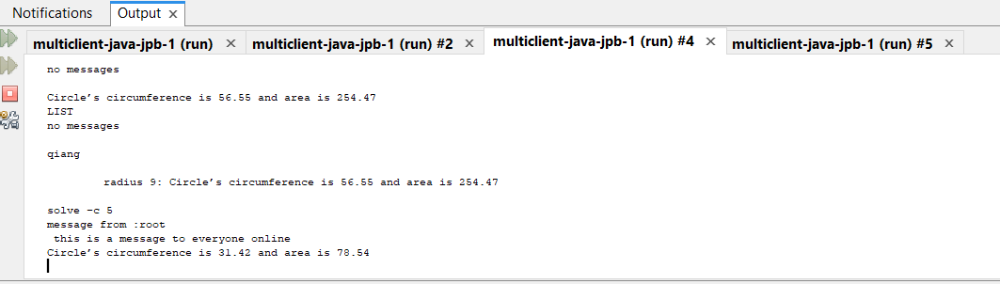 Notifications Output ×
multiclient-java-jpb-1 (run) × multiclient-java-jpb-1 (run) #2 × multiclient-java-jpb-1 (run) #4 × multiclient-java-jpb-1 (run) #5 ×
no messages
Circle's circumference is 56.55 and area is 254.47
LIST
no messages
qiang
radius 9: Circle's circumference is 56.55 and area is 254.47
solve -c 5
message from :root
this is a message to everyone online
Circle's circumference is 31.42 and area is 78.54